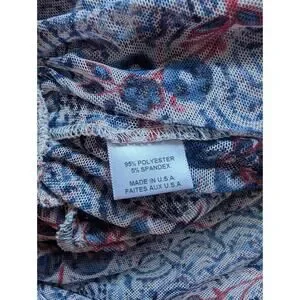 95% POLYESTER
5% SPANDEX
MADE IN U.S.A
FAITES AUX U.S.A